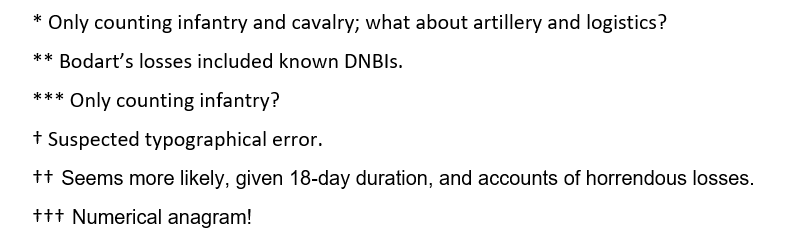 * Only counting infantry and cavalry; what about artillery and logistics?
** Bodart’s losses included known DNBIs.
*** Only counting infantry?
† Suspected typographical error.
†† Seems more likely, given 18-day duration, and accounts of horrendous losses.
††† Numerical anagram!